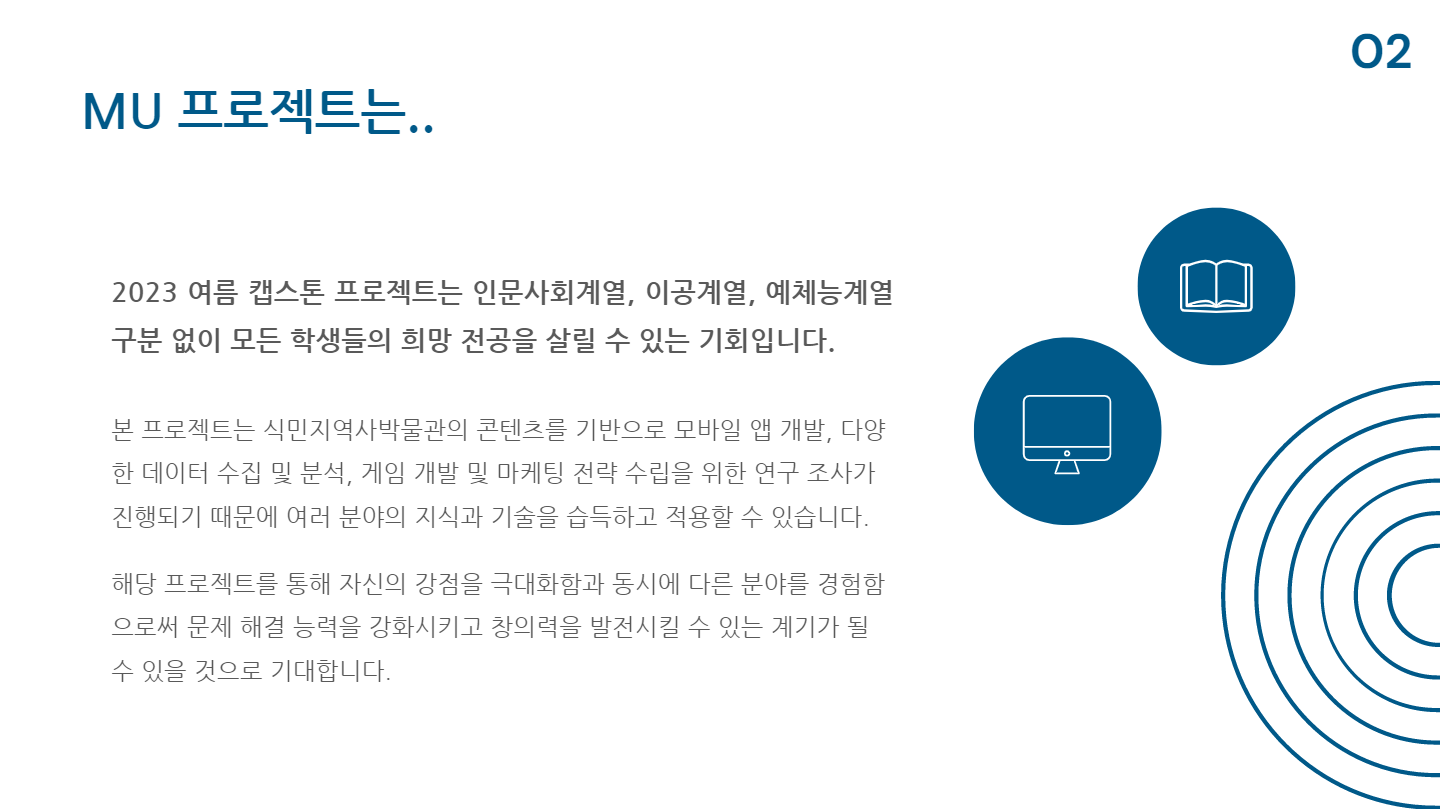 02
MU 프로젝트는..
2023 여름 캡스톤 프로젝트는 인문사회계열, 이공계열, 예체능계열
구분 없이 모든 학생들의 희망 전공을 살릴 수 있는 기회입니다.
본 프로젝트는 식민지역사박물관의 콘텐츠를 기반으로 모바일 앱 개발, 다양
한 데이터 수집 및 분석, 게임 개발 및 마케팅 전략 수립을 위한 연구 조사가
진행되기 때문에 여러 분야의 지식과 기술을 습득하고 적용할 수 있습니다.
해당 프로젝트를 통해 자신의 강점을 극대화함과 동시에 다른 분야를 경험함
으로써 문제 해결 능력을 강화시키고 창의력을 발전시킬 수 있는 계기가 될
수 있을 것으로 기대합니다.